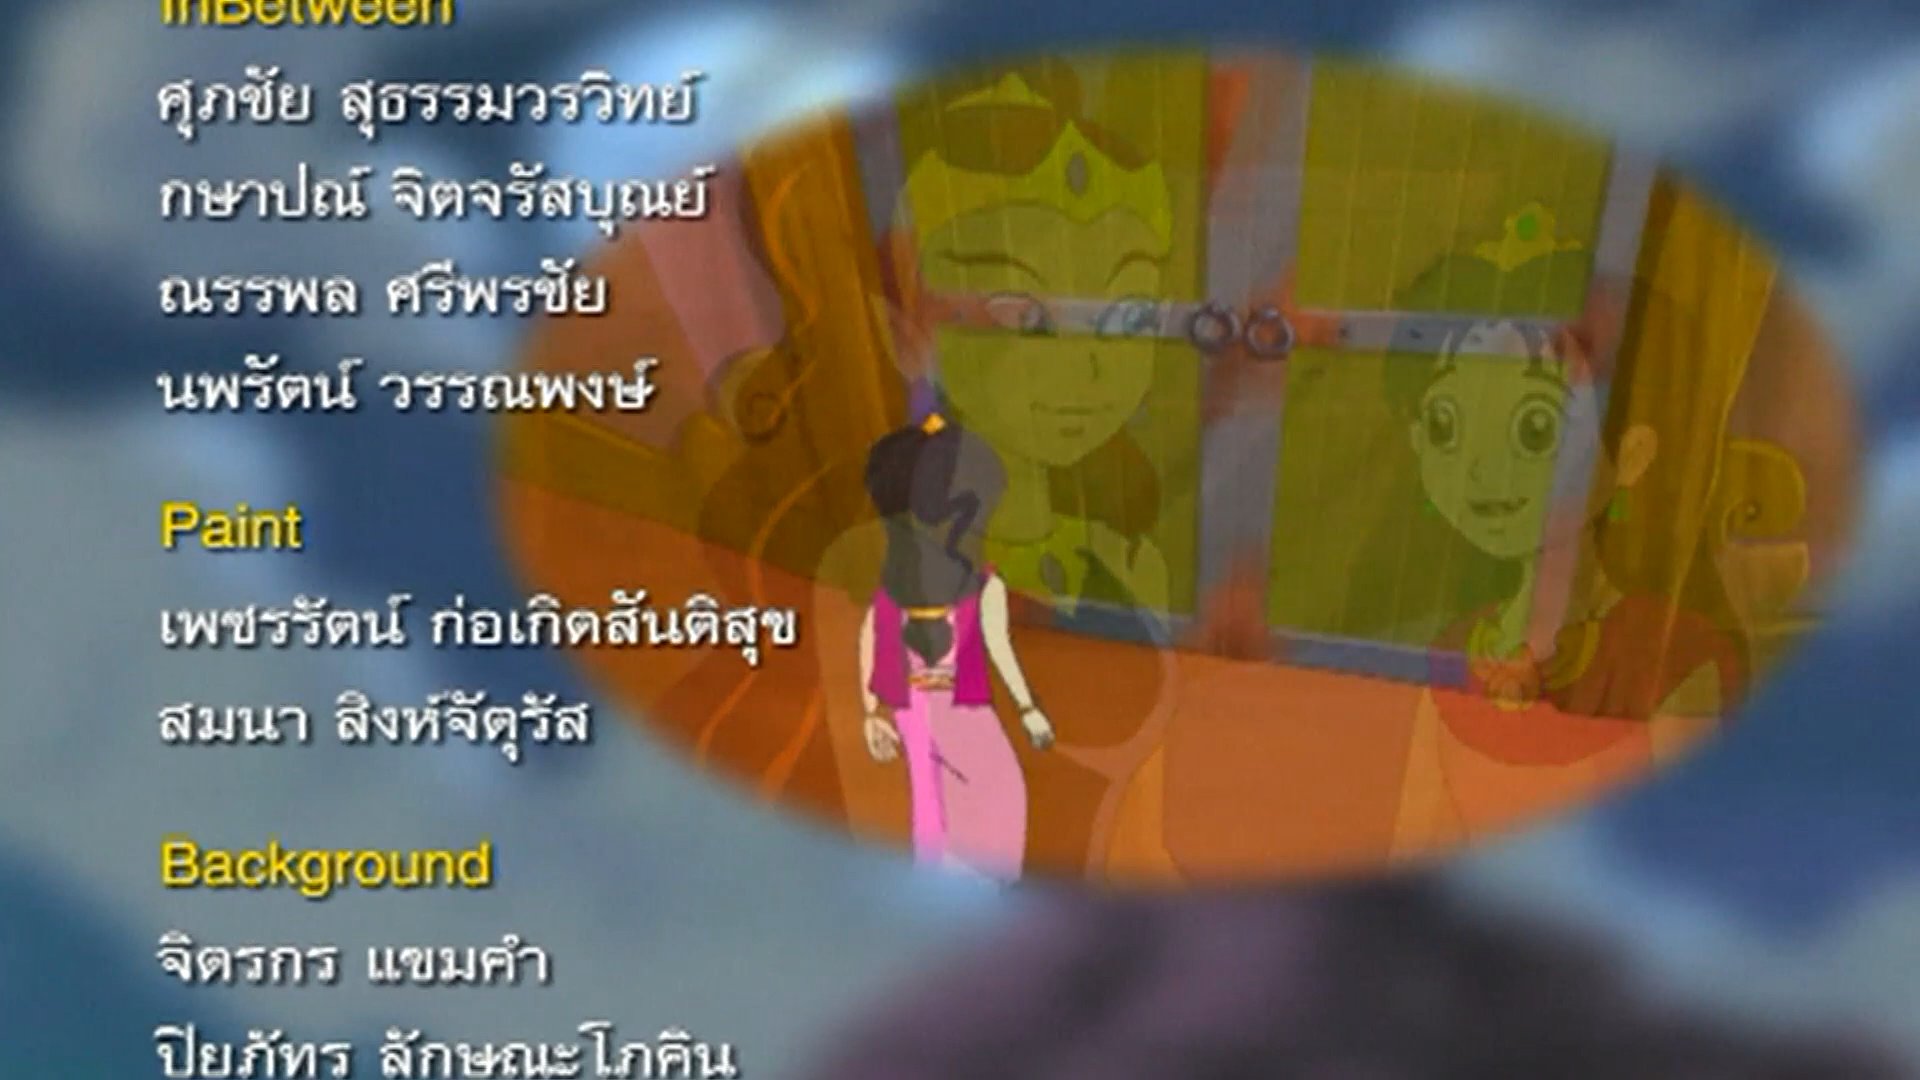 InBetween
ศุภชัย สุธรรมวรวิทย์
กษาปณ์ จิตจรัสบุณย์
ณรรพล ศรีพรชัย
นพรัตน์ วรรณพงษ์
Paint
เพชรรัตน์ ก่อเกิดสันติสุข
สมนา สิงห์จัตุรัส
Background
จิตรกร แขมคำ
ปิยภัทร ลักษณะโภคิน